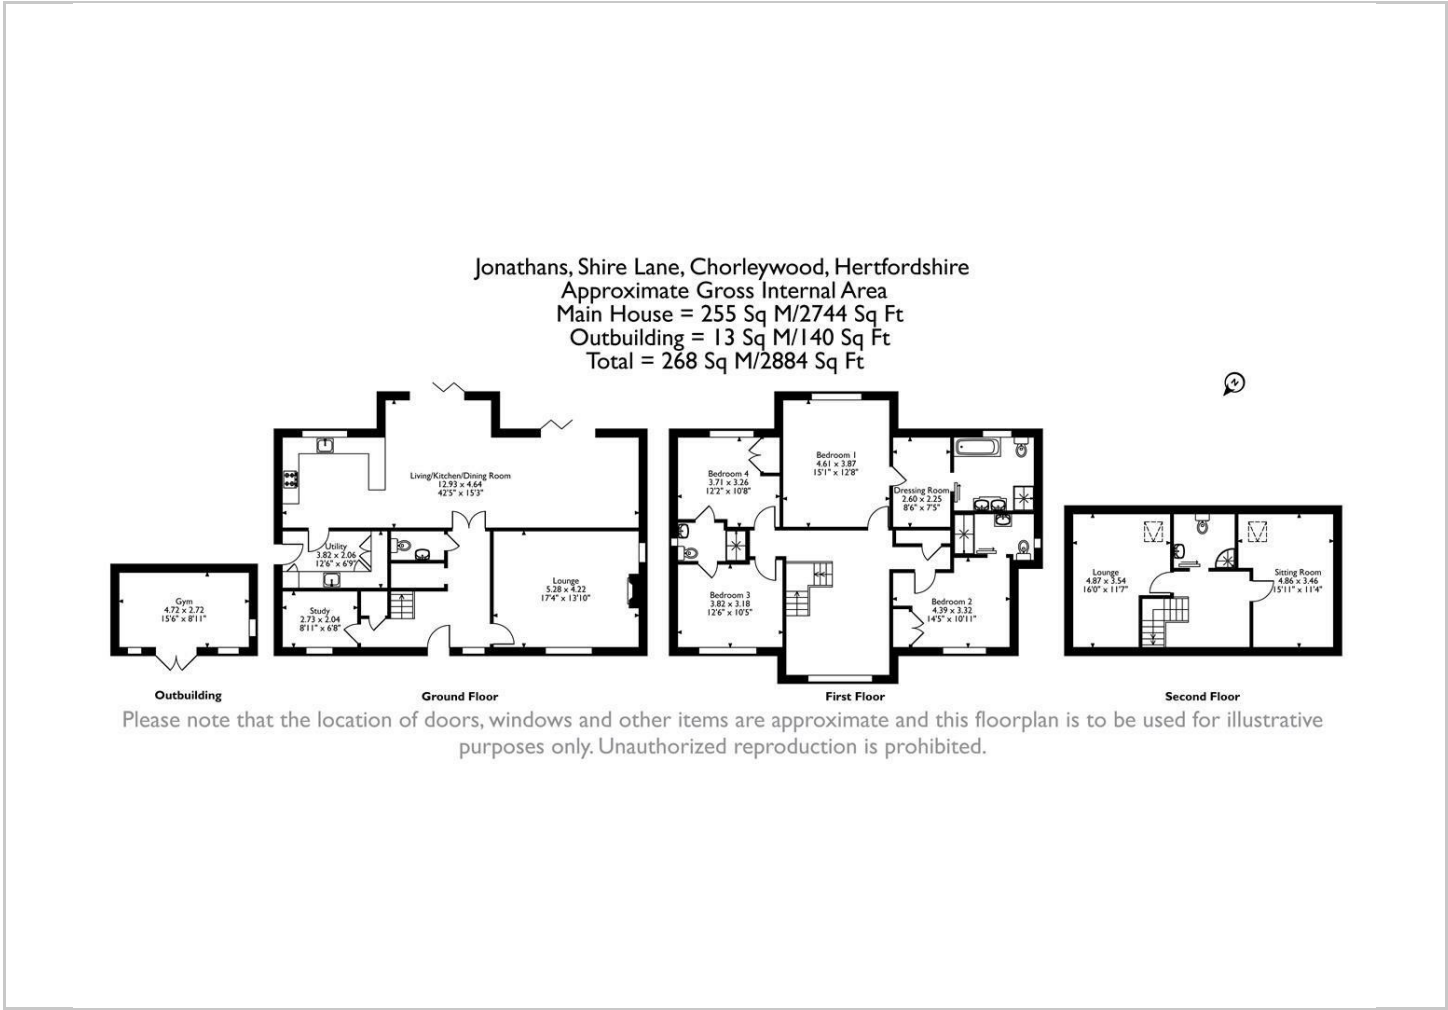 Jonathans, Shire Lane, Chorleywood, Hertfordshire
Approximate Gross Internal Area
Main House = 255 Sq M/2744 Sq Ft
Outbuilding = 13 Sq M/140 Sq Ft
Total = 268 Sq M/2884 Sq Ft
N
Living/Kitchen/Dining Room
12.93 x 4.64
42'5" x 15'3"
Utility
3.82 x 2.06
12'6" x 6'9"
Gym
4.72 x 2.72
15'6" x 8'11"
Study
2.73 x 2.04
8'11" x 6'8"
Lounge
5.28 x 4.22
17'4" x 13'10"
Bedroom 1
4.61 x 3.87
15'1" x 12'8"
Bedroom 4
3.71 x 3.26
12'2" x 10'8"
Dressing Room
2.60 x 2.25
8'6" x 7'5"
Bedroom 3
3.82 x 3.18
12'6" x 10'5"
Bedroom 2
4.39 x 3.32
14'5" x 10'11"
Lounge
4.87 x 3.54
16'0" x 11'7"
Sitting Room
4.86 x 3.46
15'11" x 11'4"
Outbuilding
Ground Floor
First Floor
Second Floor
Please note that the location of doors, windows and other items are approximate and this floorplan is to be used for illustrative
purposes only. Unauthorized reproduction is prohibited.